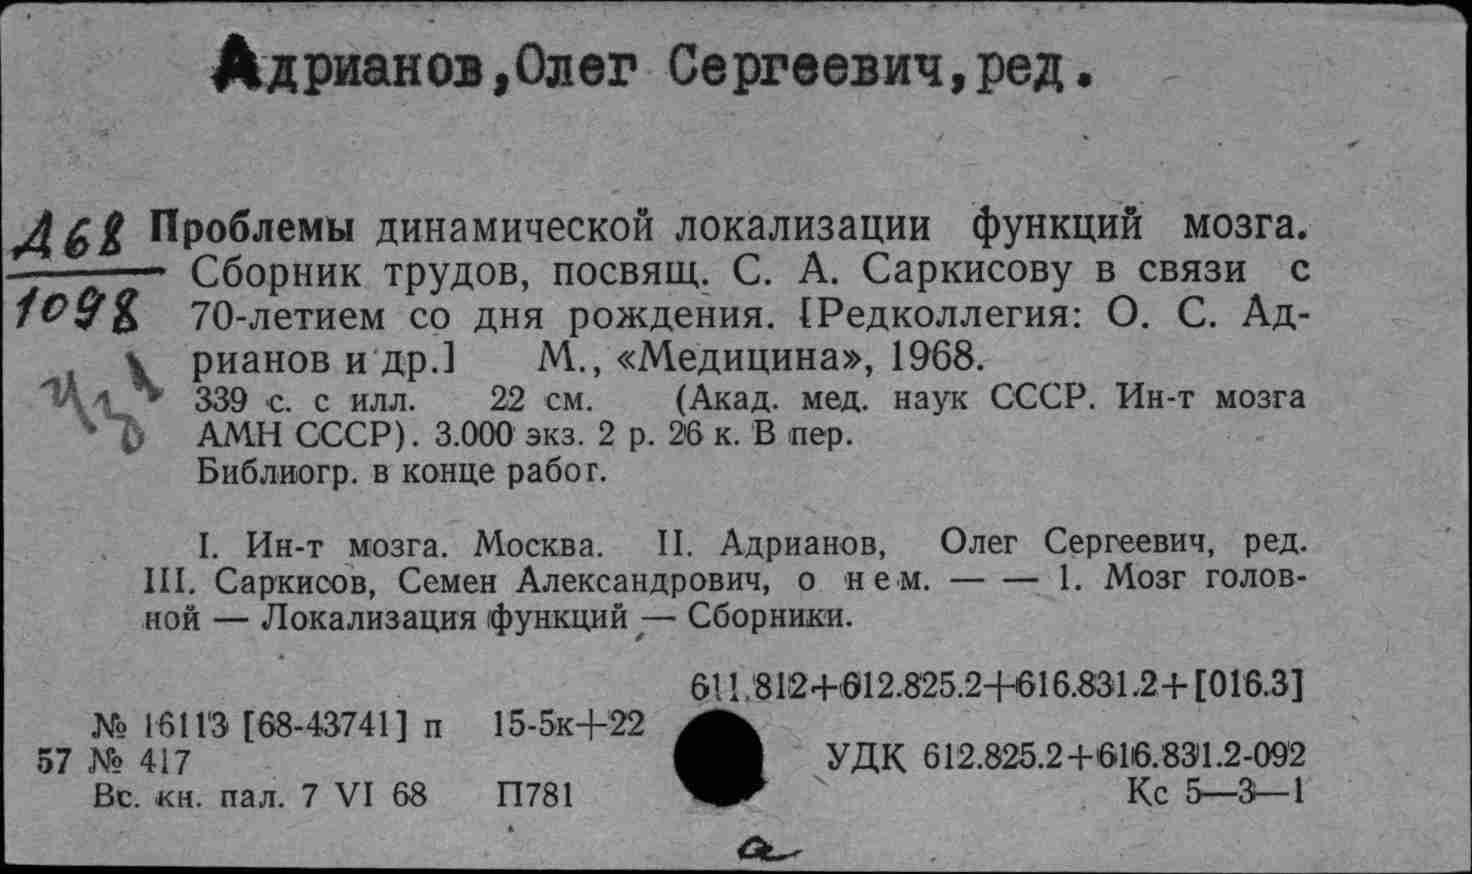 Адрианов,Олег Сергеевич,ред.
А68
1098
Проблемы динамической локализации функций мозга.
Сборник трудов, посвящ. С. А. Саркисову в связи с
70-летием со дня рождения. [Редколлегия: О. С. Ад-
рианов и др.] М., «Медицина», 1968.
339 с. с илл. 22 см. (Акад. мед. наук СССР. Ин-т мозга
АМН СССР). 3.000 экз. 2 р. 26 к. В пер.
Библиогр. в конце работ.
I. Ин-т мозга. Москва. II. Адрианов, Олег Сергеевич, ред.
III. Саркисов, Семен Александрович, о нем. — — 1. Мозг голов-
ной — Локализация функций — Сборники.
611.812+612.825.2+616.831.2+[016.3]
№ 16113 [68-43741] п 15-5к+22
57 № 417 УДК 612.825.2+616.831.2-092
Вс. кн. пал. 7 VI 68 П781 Кс 5—3—1